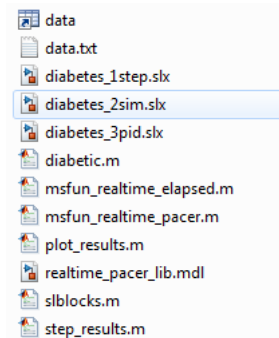 data
data.txt
diabetes_1step.slx
diabetes_2sim.slx
diabetes_3pid.slx
diabetic.m
msfun_realtime_elapsed.m
msfun_realtime_pacer.m
plot_results.m
realtime_pacer_lib.mdl
slblocks.m
step_results.m